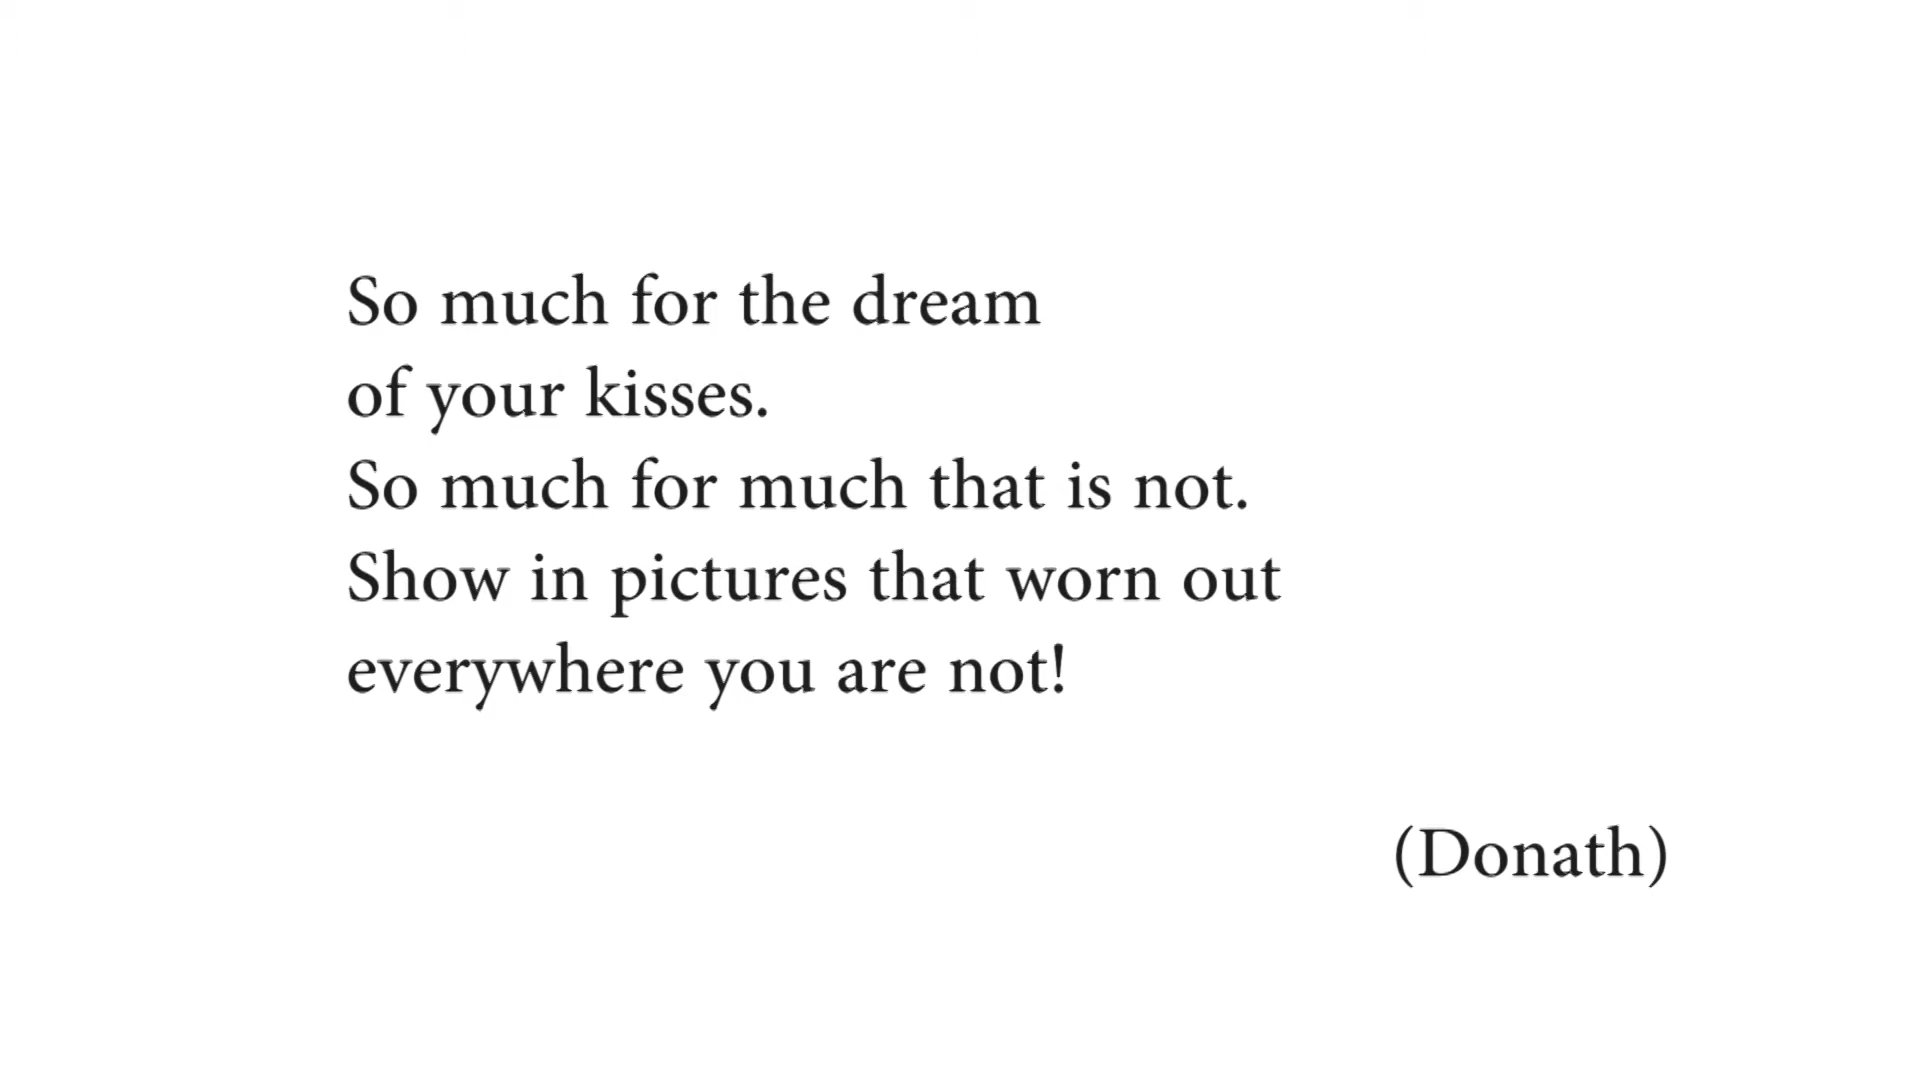 So much for the dream
of your kisses.
So much for much that is not.
Show in pictures that worn out
everywhere you are not!
(Donath)